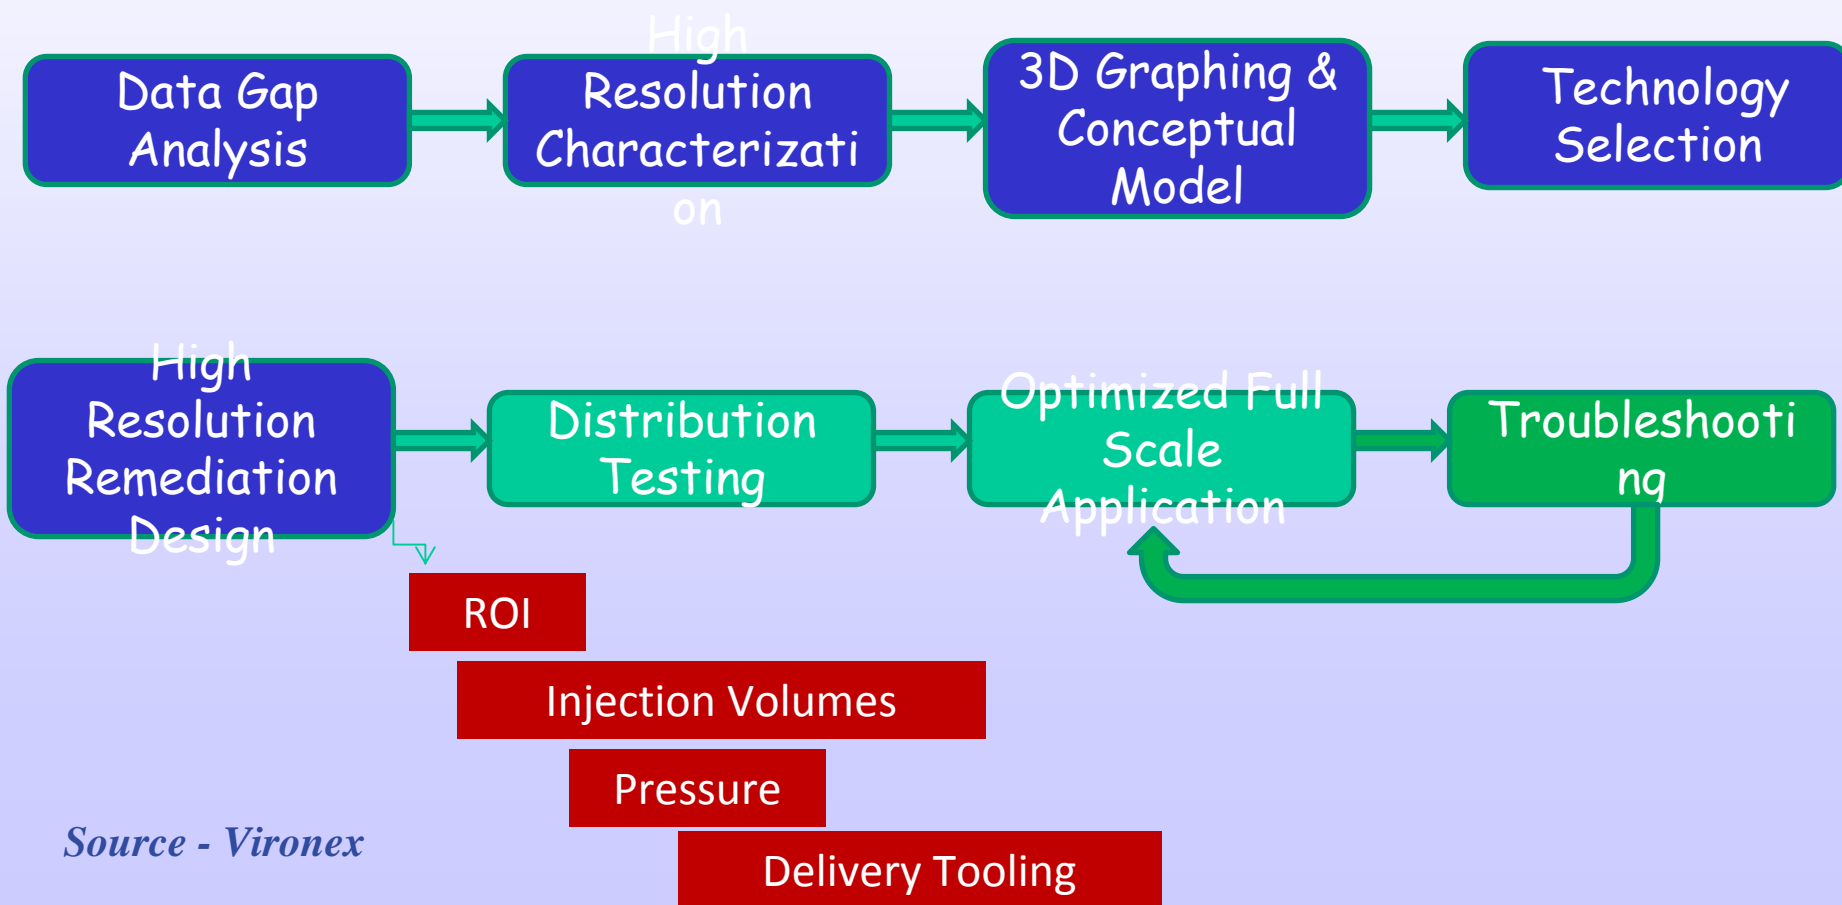 Data Gap
Analysis
High
Resolution
Characterizati
on
3D Graphing &
Conceptual
Model
Technology
Selection
High
Resolution
Remediation
Design
Distribution
Testing
Optimized Full
Scale
Application
Troubleshooti
ng
ROI
Injection Volumes
Pressure
Delivery Tooling
Source - Vironex